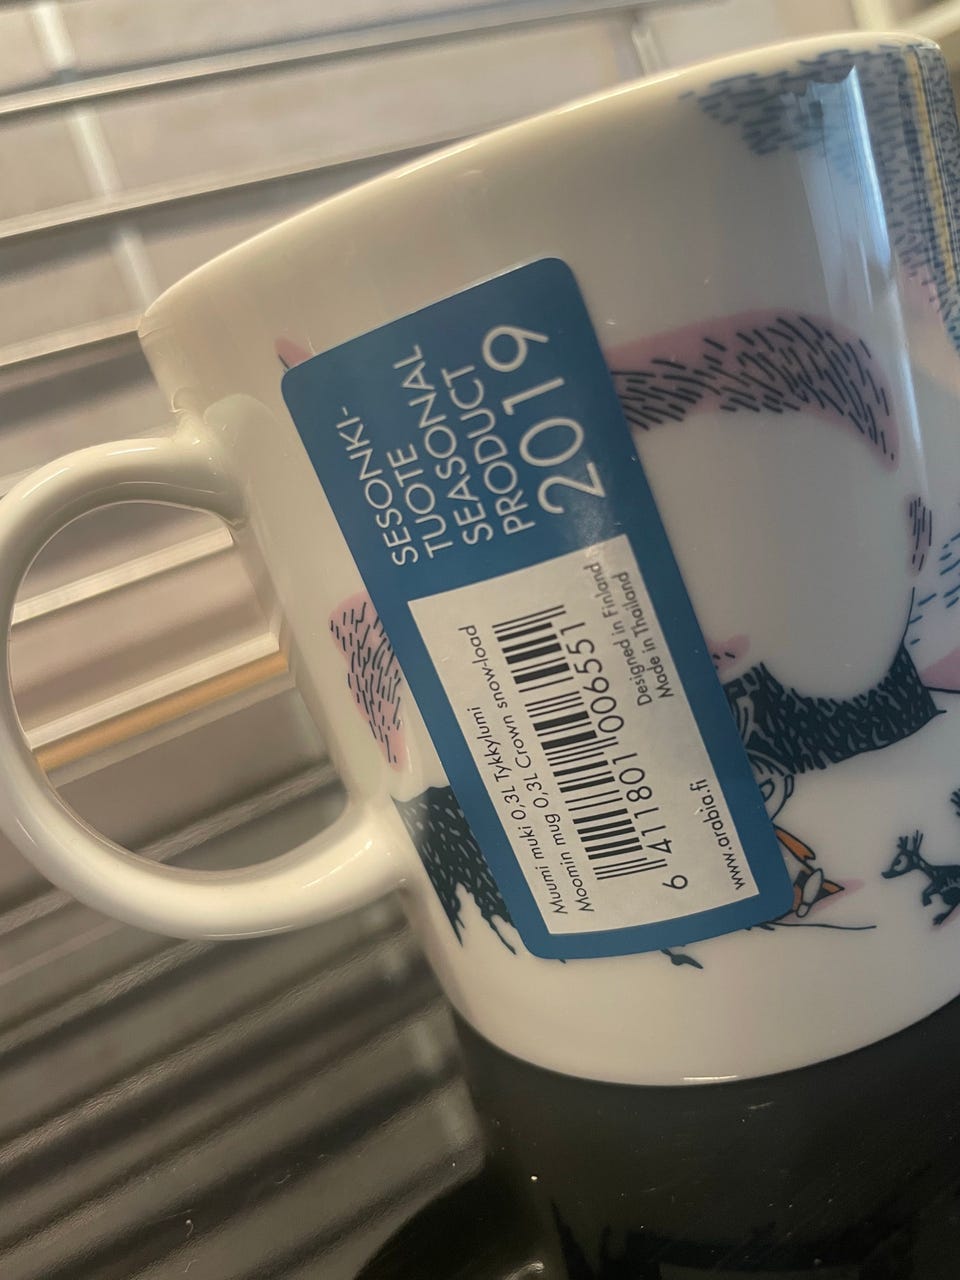 SESONKI-
TUOTE
SEASONAL
PRODUCT
2019
Muumi muki 0,3L Tykkylumi
Moomin mug 0,3L Crown snow-load
6 411801 006551
Designed in Finland
Made in Thailand
www.arabia.fi